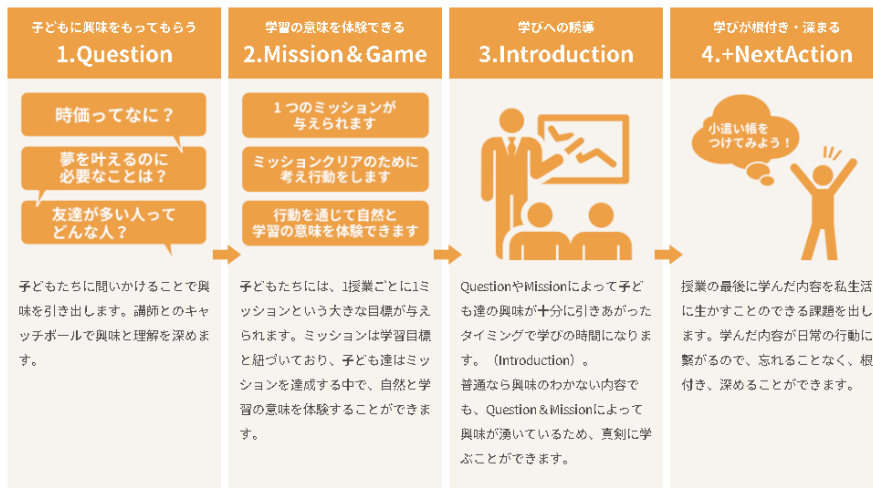 子どもに興味をもってもらう
1.Question
時価ってなに？
夢を叶えるのに
必要なことは？
友達が多い人って
どんな人？
子どもたちに問いかけることで興
味を引き出します。講師とのキャ
ッチボールで興味と理解を深めま
す。
学習の意味を体験できる
2.Mission＆Game
1つのミッションが
与えられます
ミッションクリアのために
考え行動をします
行動を通じて自然と
学習の意味を体験できます
子どもたちには、1授業ごとに1ミ
ッションという大きな目標が与え
られます。ミッションは学習目標
と紐づいており、子ども達はミッ
ションを達成する中で、自然と学
習の意味を体験することができま
す。
学びへの誘導
3.Introduction
QuestionやMissionによって子ど
も達の興味が十分に引きあがった
タイミングで学びの時間になりま
す。（Introduction）。
普通なら興味のわかない内容で
も、Question＆Missionによって
興味が湧いているため、真剣に学
ぶことができます。
学びが根付き・深まる
4.+NextAction
小遣い帳を
つけてみよう！
授業の最後に学んだ内容を私生活
に生かすことのできる課題を出し
ます。学んだ内容が日常の行動に
繋がるので、忘れることなく、根
付き、深めることができます。